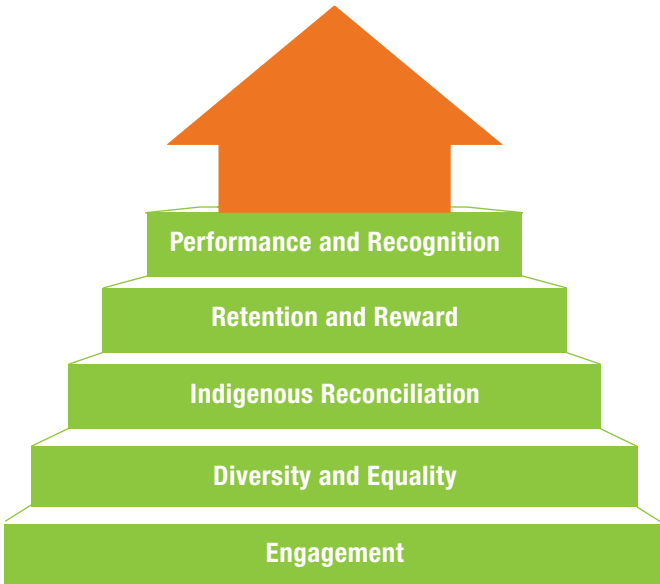 Performance and Recognition
Retention and Reward
Indigenous Reconciliation
Diversity and Equality
Engagement